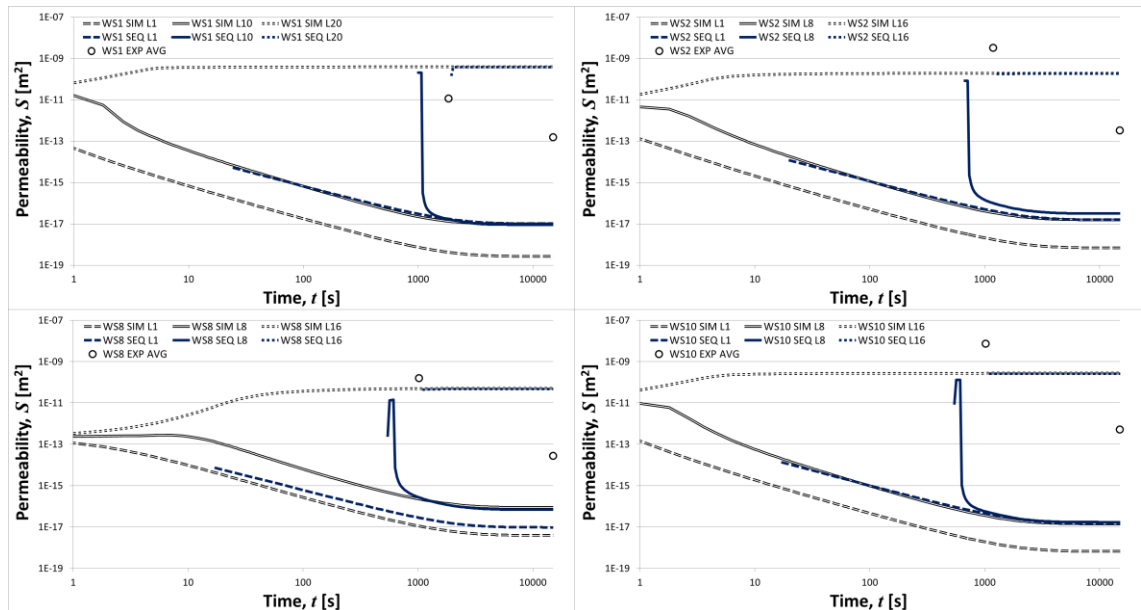 WS1 SIM L1 WS1 SIM L10 WS1 SIM L20
WS1 SEQ L1 WS1 SEQ L10 WS1 SEQ L20
WS1 EXP AVG
Permeability, S [m²]
1E-07
1E-09
1E-11
1E-13
1E-15
1E-17
1E-19
1 10 100 1000 10000
Time, t [s]
WS2 SIM L1 WS2 SIM L8 WS2 SIM L16
WS2 SEQ L1 WS2 SEQ L8 WS2 SEQ L16
WS2 EXP AVG
Permeability, S [m²]
1E-07
1E-09
1E-11
1E-13
1E-15
1E-17
1E-19
1 10 100 1000 10000
Time, t [s]
WS8 SIM L1 WS8 SIM L8 WS8 SIM L16
WS8 SEQ L1 WS8 SEQ L8 WS8 SEQ L16
WS8 EXP AVG
Permeability, S [m²]
1E-07
1E-09
1E-11
1E-13
1E-15
1E-17
1E-19
1 10 100 1000 10000
Time, t [s]
WS10 SIM L1 WS10 SIM L8 WS10 SIM L16
WS10 SEQ L1 WS10 SEQ L8 WS10 SEQ L16
WS10 EXP AVG
Permeability, S [m²]
1E-07
1E-09
1E-11
1E-13
1E-15
1E-17
1E-19
1 10 100 1000 10000
Time, t [s]